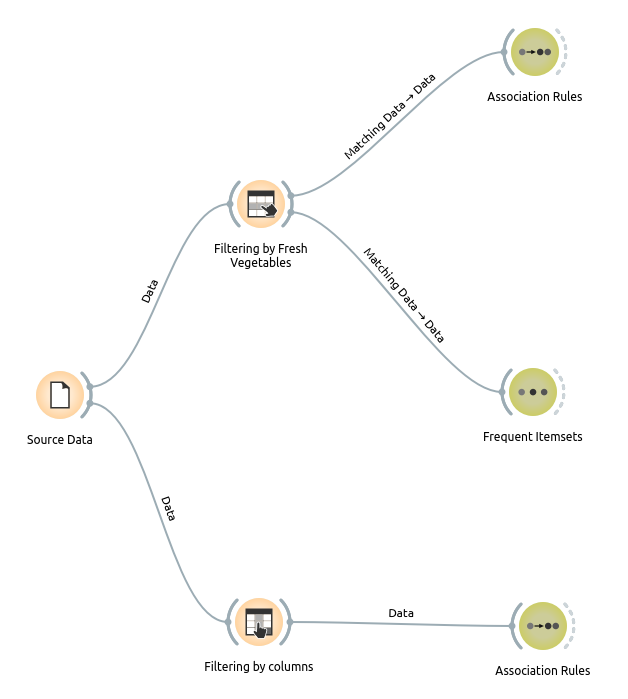 Association Rules
Matching Data → Data
Filtering by Fresh
Vegetables
Matching Data → Data
Data
Source Data
Frequent Itemsets
Data
Data
Filtering by columns
Association Rules